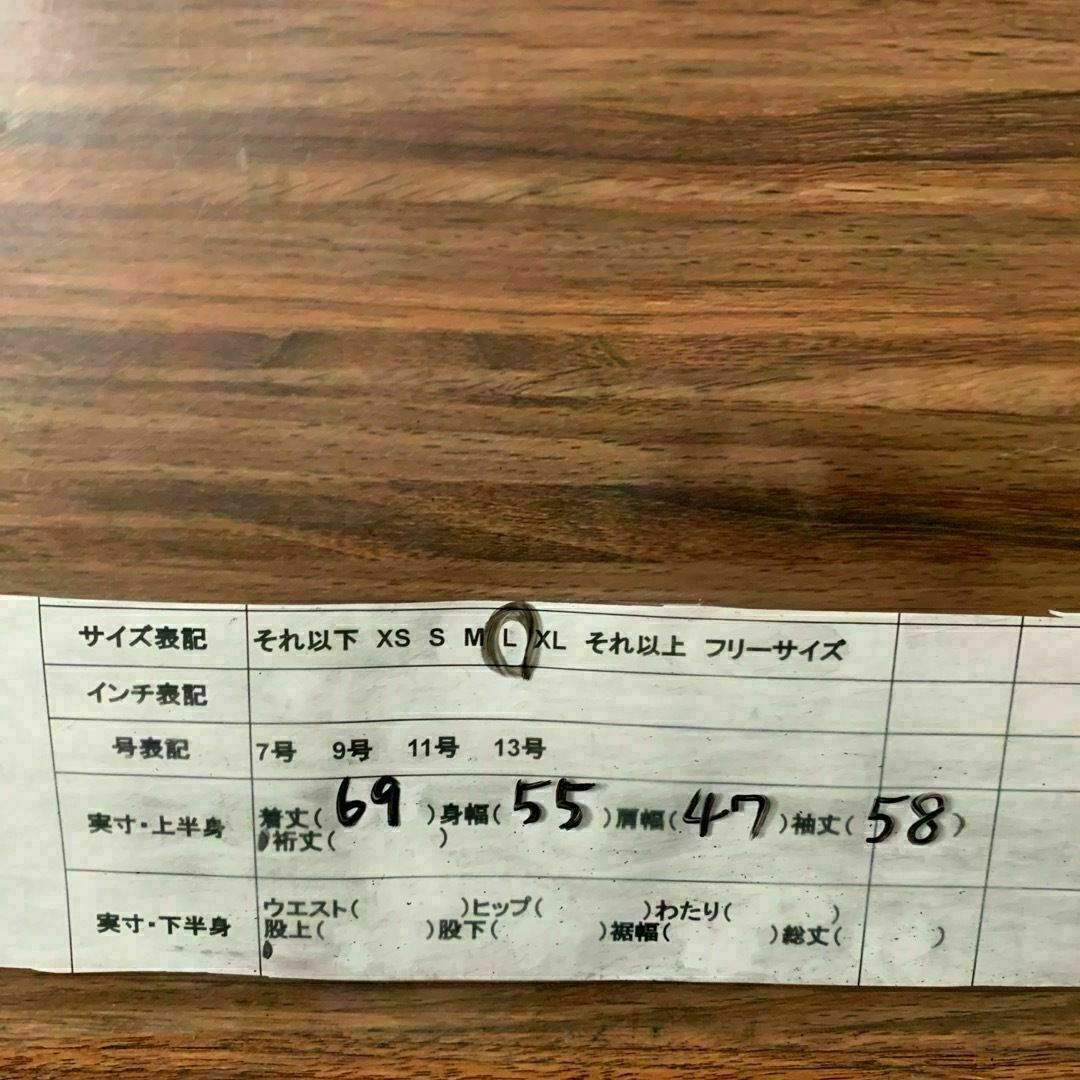 サイズ表記 それ以下 XS S M L XL それ以上 フリーサイズ
インチ表記
号表記 7号 9号 11号 13号
実寸・上半身 着丈( 69 )身幅( 55 )肩幅( 47 )袖丈( 58 )
裄丈( )
実寸・下半身 ウエスト( )ヒップ( )わたり( )
股上( )股下( )裾幅( )総丈( )